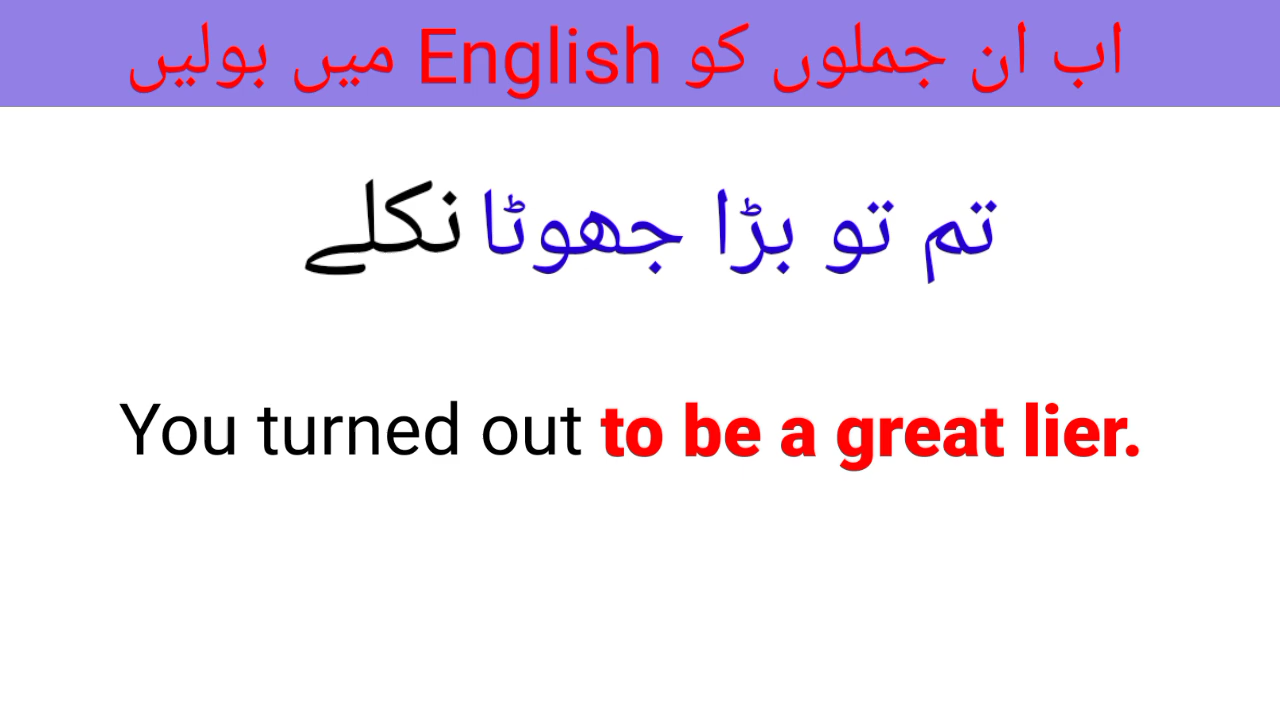 اب ان جملوں کو English میں بولیں
تم تو بڑا جھوٹا نکلے
You turned out to be a great lier.